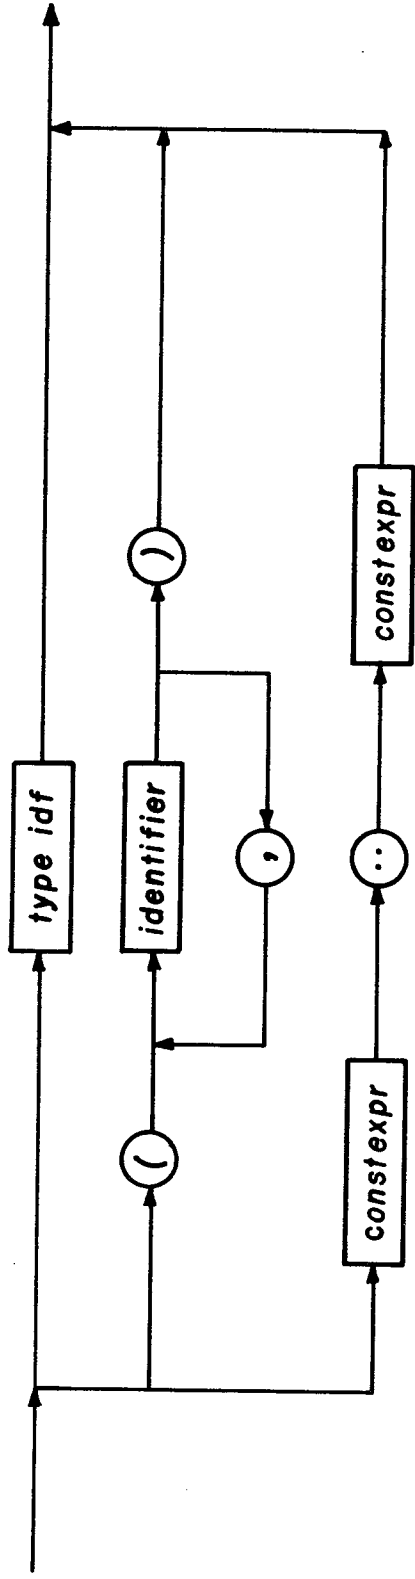 type idf
( identifier )
,
constexpr .. constexpr